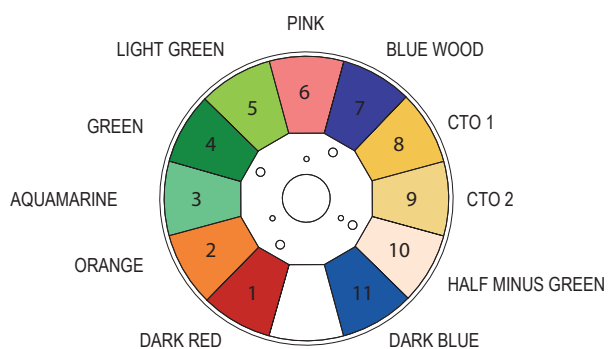 PINK
LIGHT GREEN
BLUE WOOD
6
5
7
GREEN
CTO 1
4
8
AQUAMARINE
3
9
CTO 2
ORANGE
2
10
HALF MINUS GREEN
1
11
DARK RED
DARK BLUE